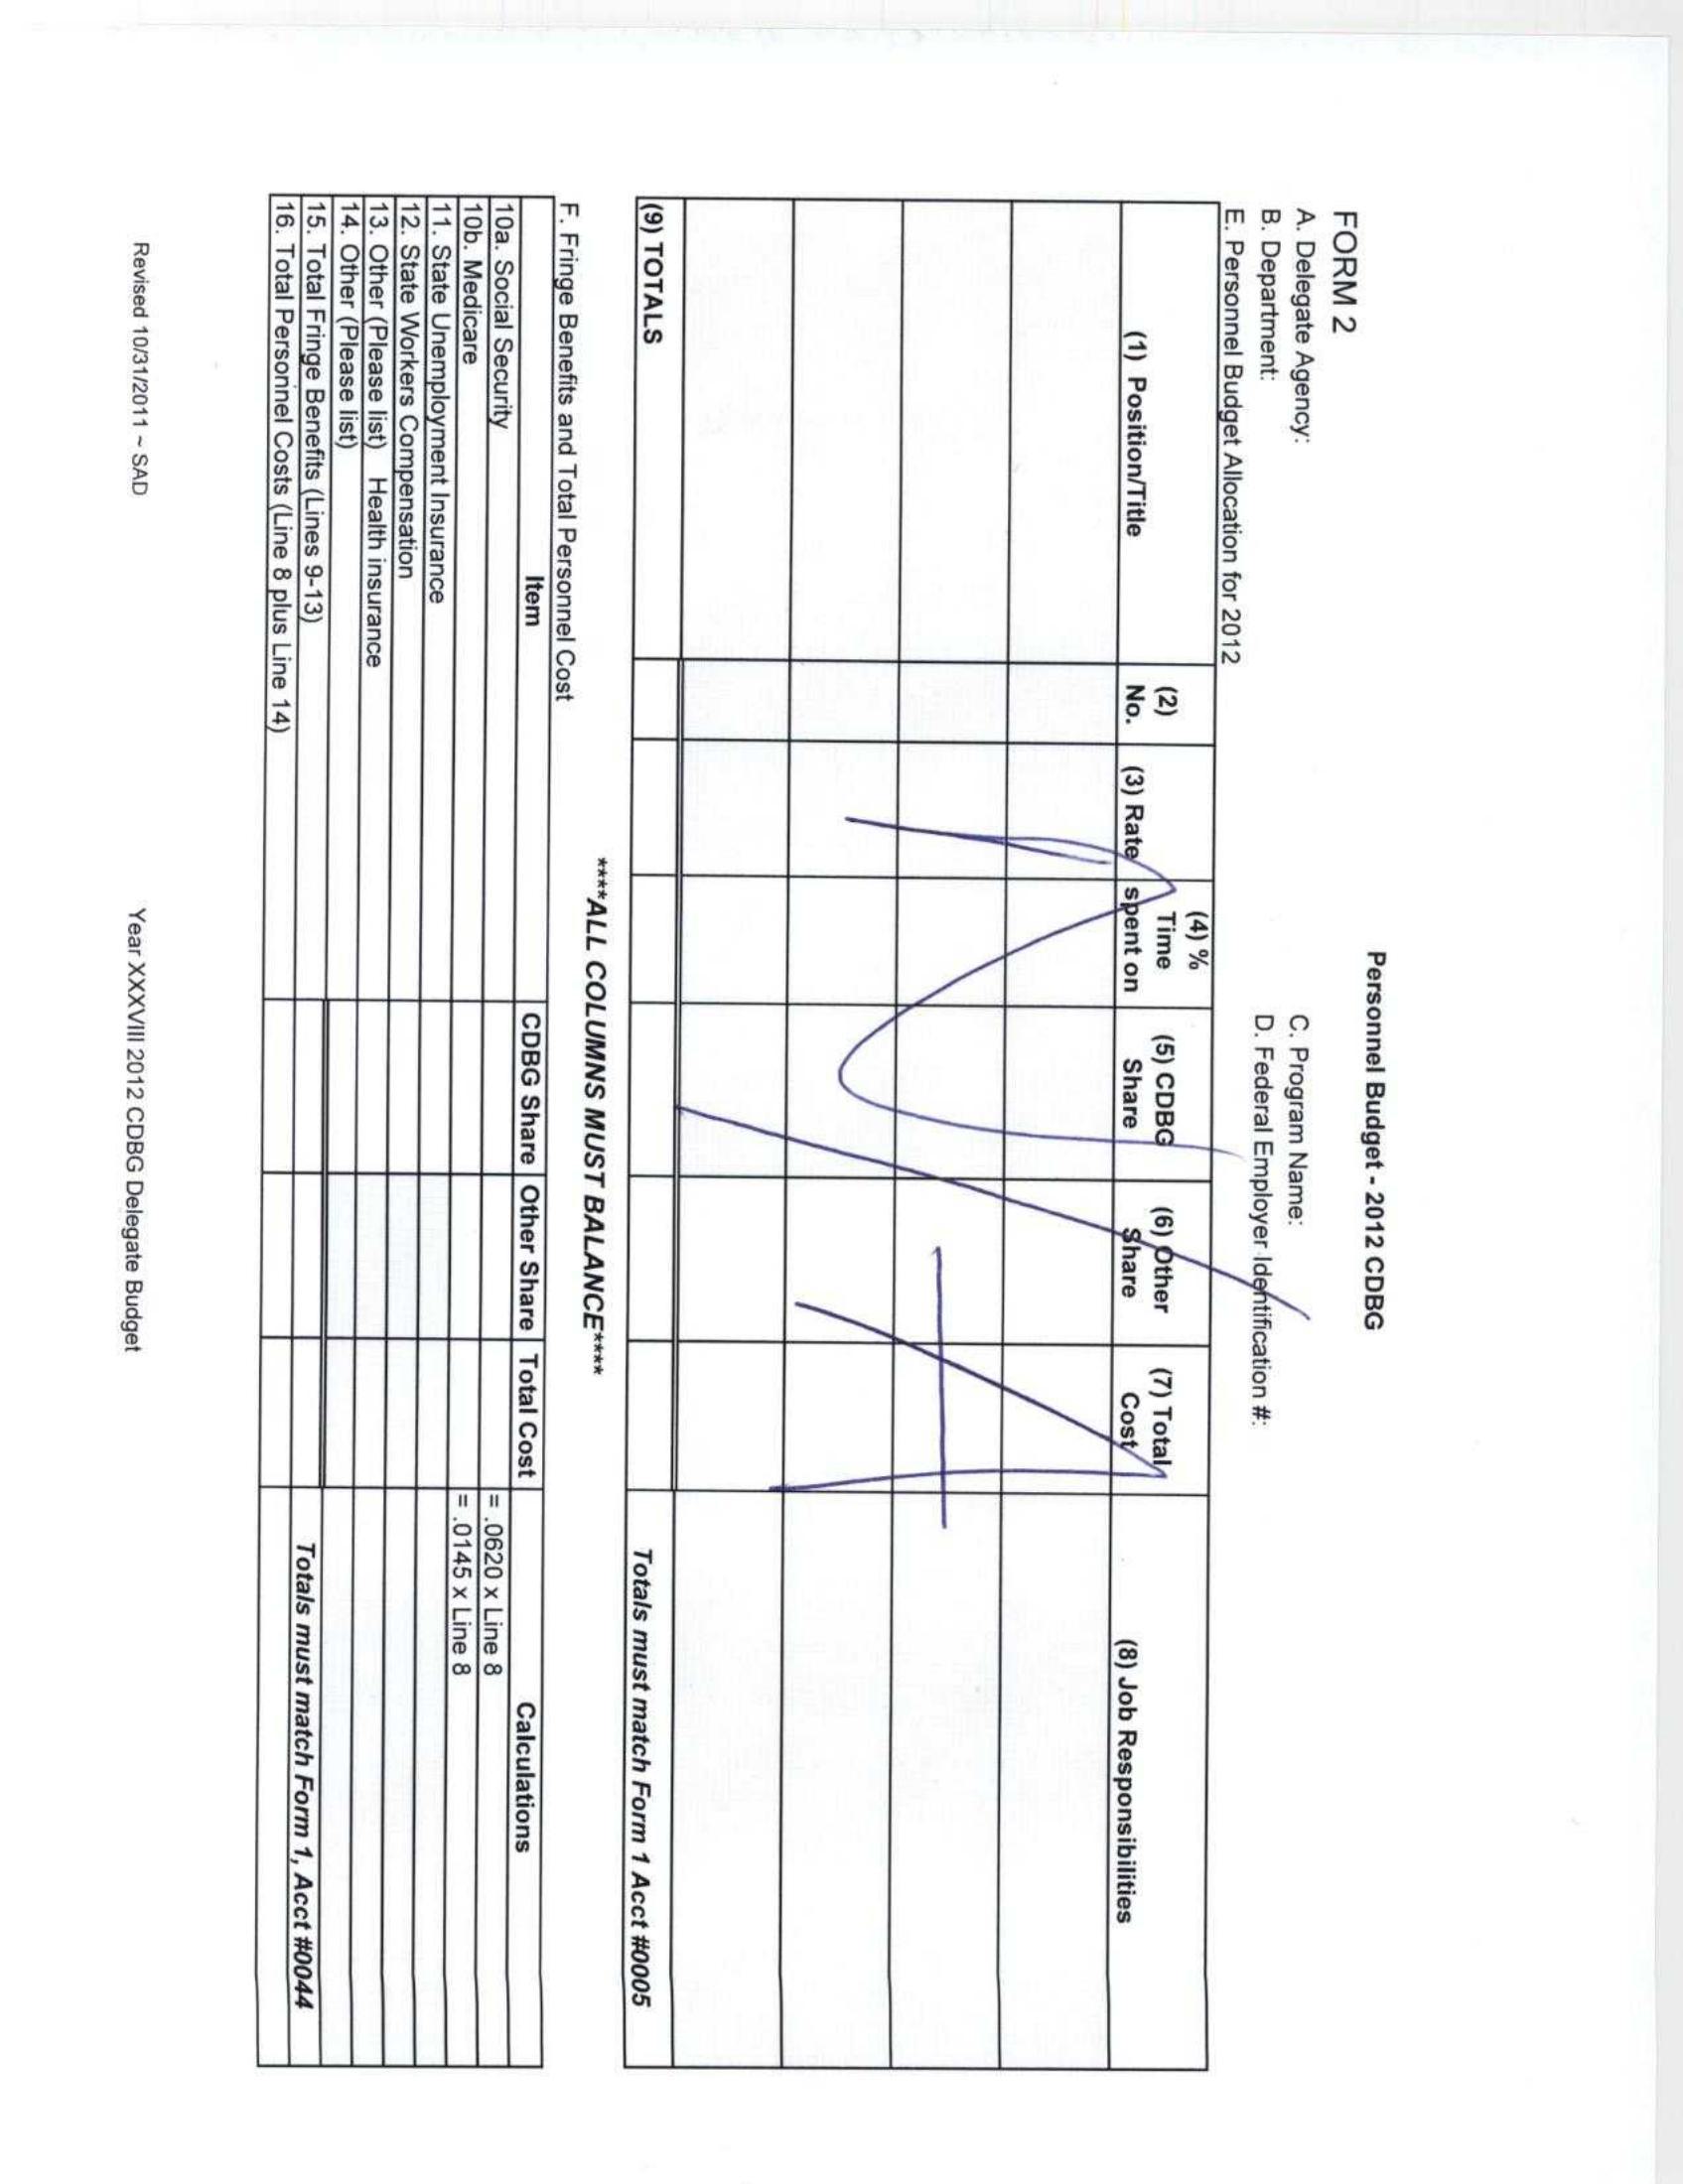 Personnel Budget - 2012 CDBG
FORM 2
A. Delegate Agency:
C. Program Name:
B. Department:
D. Federal Employer Identification #:
E. Personnel Budget Allocation for 2012
(1) Position/Title
(2) No.
(3) Rate
(4) % Time spent on
(5) CDBG Share
(6) Other Share
(7) Total Cost
(8) Job Responsibilities
N/A
(9) TOTALS
Totals must match Form 1 Acct #0005
****ALL COLUMNS MUST BALANCE****
F. Fringe Benefits and Total Personnel Cost
Item CDBG Share Other Share Total Cost Calculations
10a. Social Security = .0620 x Line 8
10b. Medicare = .0145 x Line 8
11. State Unemployment Insurance
12. State Workers Compensation
13. Other (Please list) Health insurance
14. Other (Please list)
15. Total Fringe Benefits (Lines 9-13) Totals must match Form 1, Acct #0044
16. Total Personnel Costs (Line 8 plus Line 14)
Revised 10/31/2011 ~ SAD
Year XXXVIII 2012 CDBG Delegate Budget